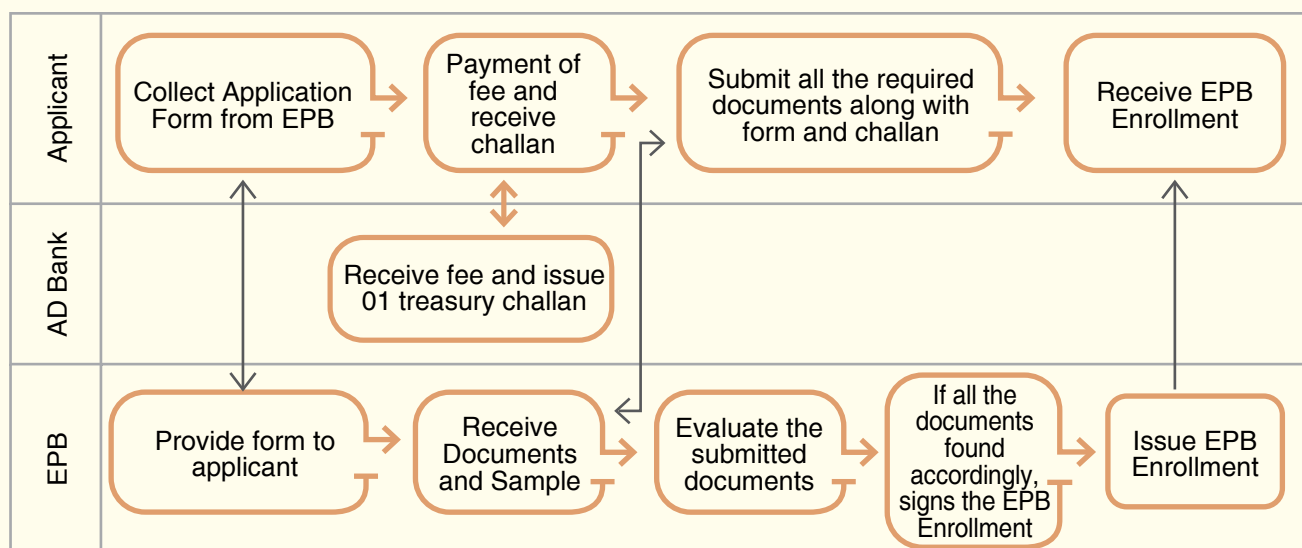 Applicant
Collect Application
Form from EPB
Payment of
fee and
receive
challan
Submit all the required
documents along with
form and challan
Receive EPB
Enrollment
AD Bank
Receive fee and issue
01 treasury challan
EPB
Provide form to
applicant
Receive
Documents
and Sample
Evaluate the
submitted
documents
If all the
documents
found
accordingly,
signs the EPB
Enrollment
Issue EPB
Enrollment